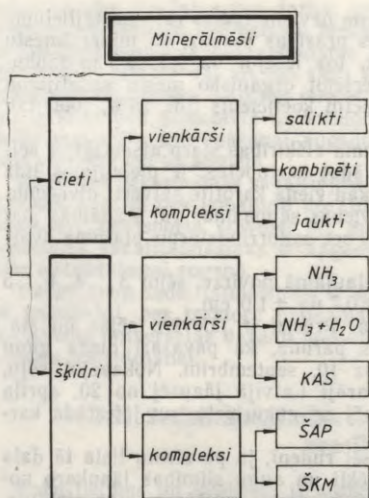 Minerālmēsli
cieti
vienkārši
kompleksi
salikti
kombinēti
jaukti
šķidri
vienkārši
kompleksi
NH₃
NH₃+H₂O
KAS
ŠAP
ŠKM